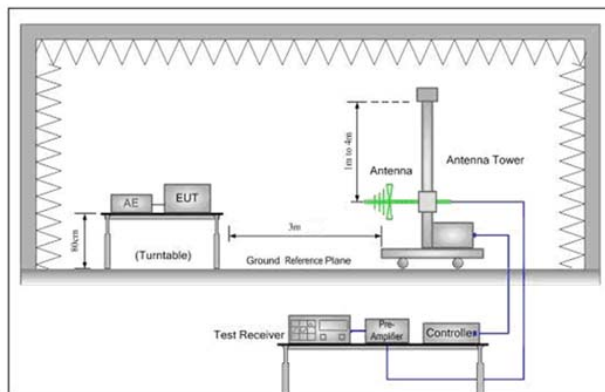 1m to 4m
Antenna
Antenna Tower
AE
EUT
80cm
(Turntable)
3m
Ground Reference Plane
Test Receiver
Pre-
Amplifier
Controller